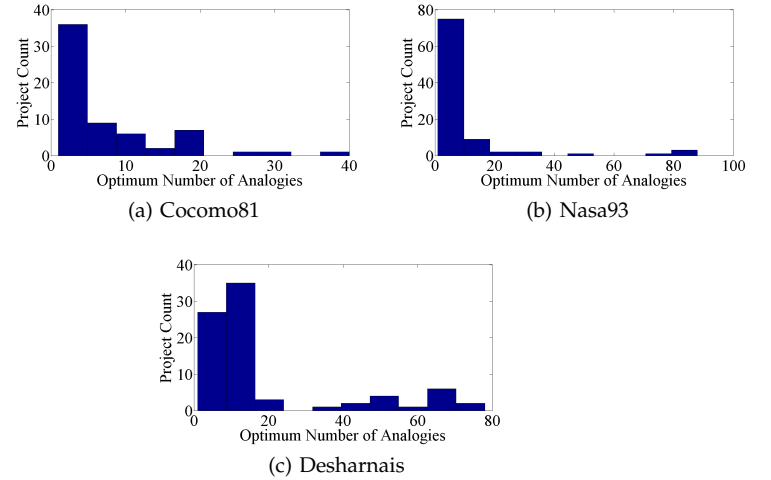 40
30
20
10
0
Project Count
0 10 20 30 40
Optimum Number of Analogies
(a) Cocomo81
80
60
40
20
0
Project Count
0 20 40 60 80 100
Optimum Number of Analogies
(b) Nasa93
40
30
20
10
0
Project Count
0 20 40 60 80
Optimum Number of Analogies
(c) Desharnais